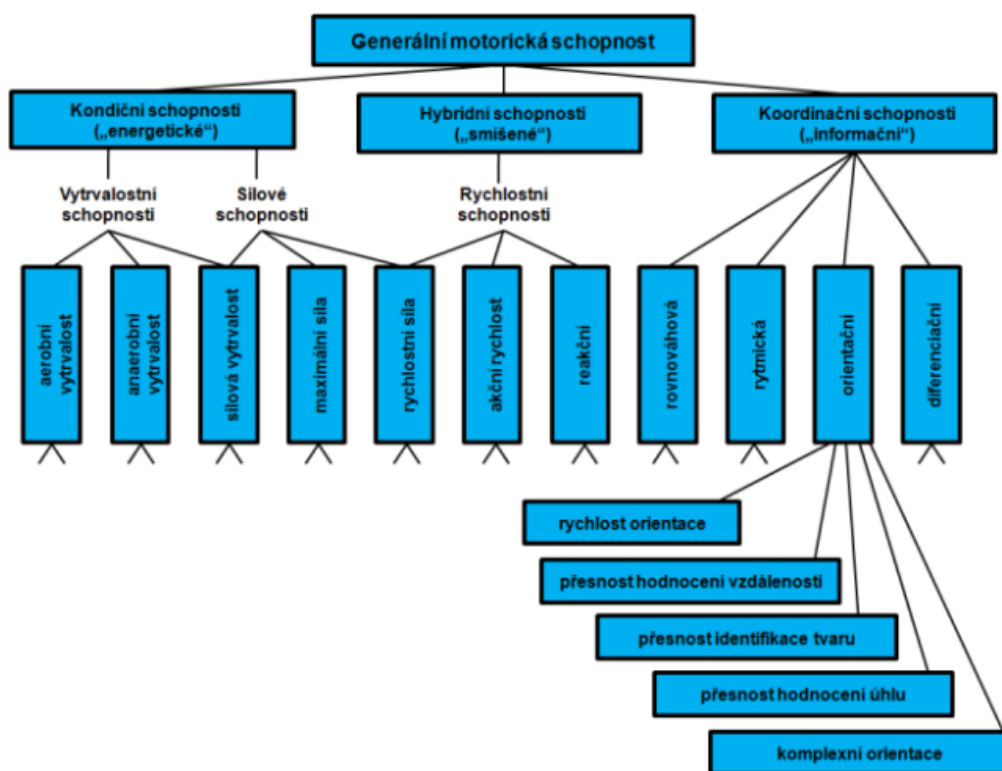 Generální motorická schopnost
Kondiční schopnosti
(„energetické“)
Hybridní schopnosti
(„smíšené“)
Koordinační schopnosti
(„informační“)
Vytrvalostní
schopnosti
Silové
schopnosti
Rychlostní
schopnosti
aerobní
vytrvalost
anaerobní
vytrvalost
silová vytrvalost
maximální síla
rychlostní síla
akční rychlost
reakční
rovnováhová
rytmická
orientační
diferenciační
rychlost orientace
přesnost hodnocení vzdálenosti
přesnost identifikace tvaru
přesnost hodnocení úhlu
komplexní orientace